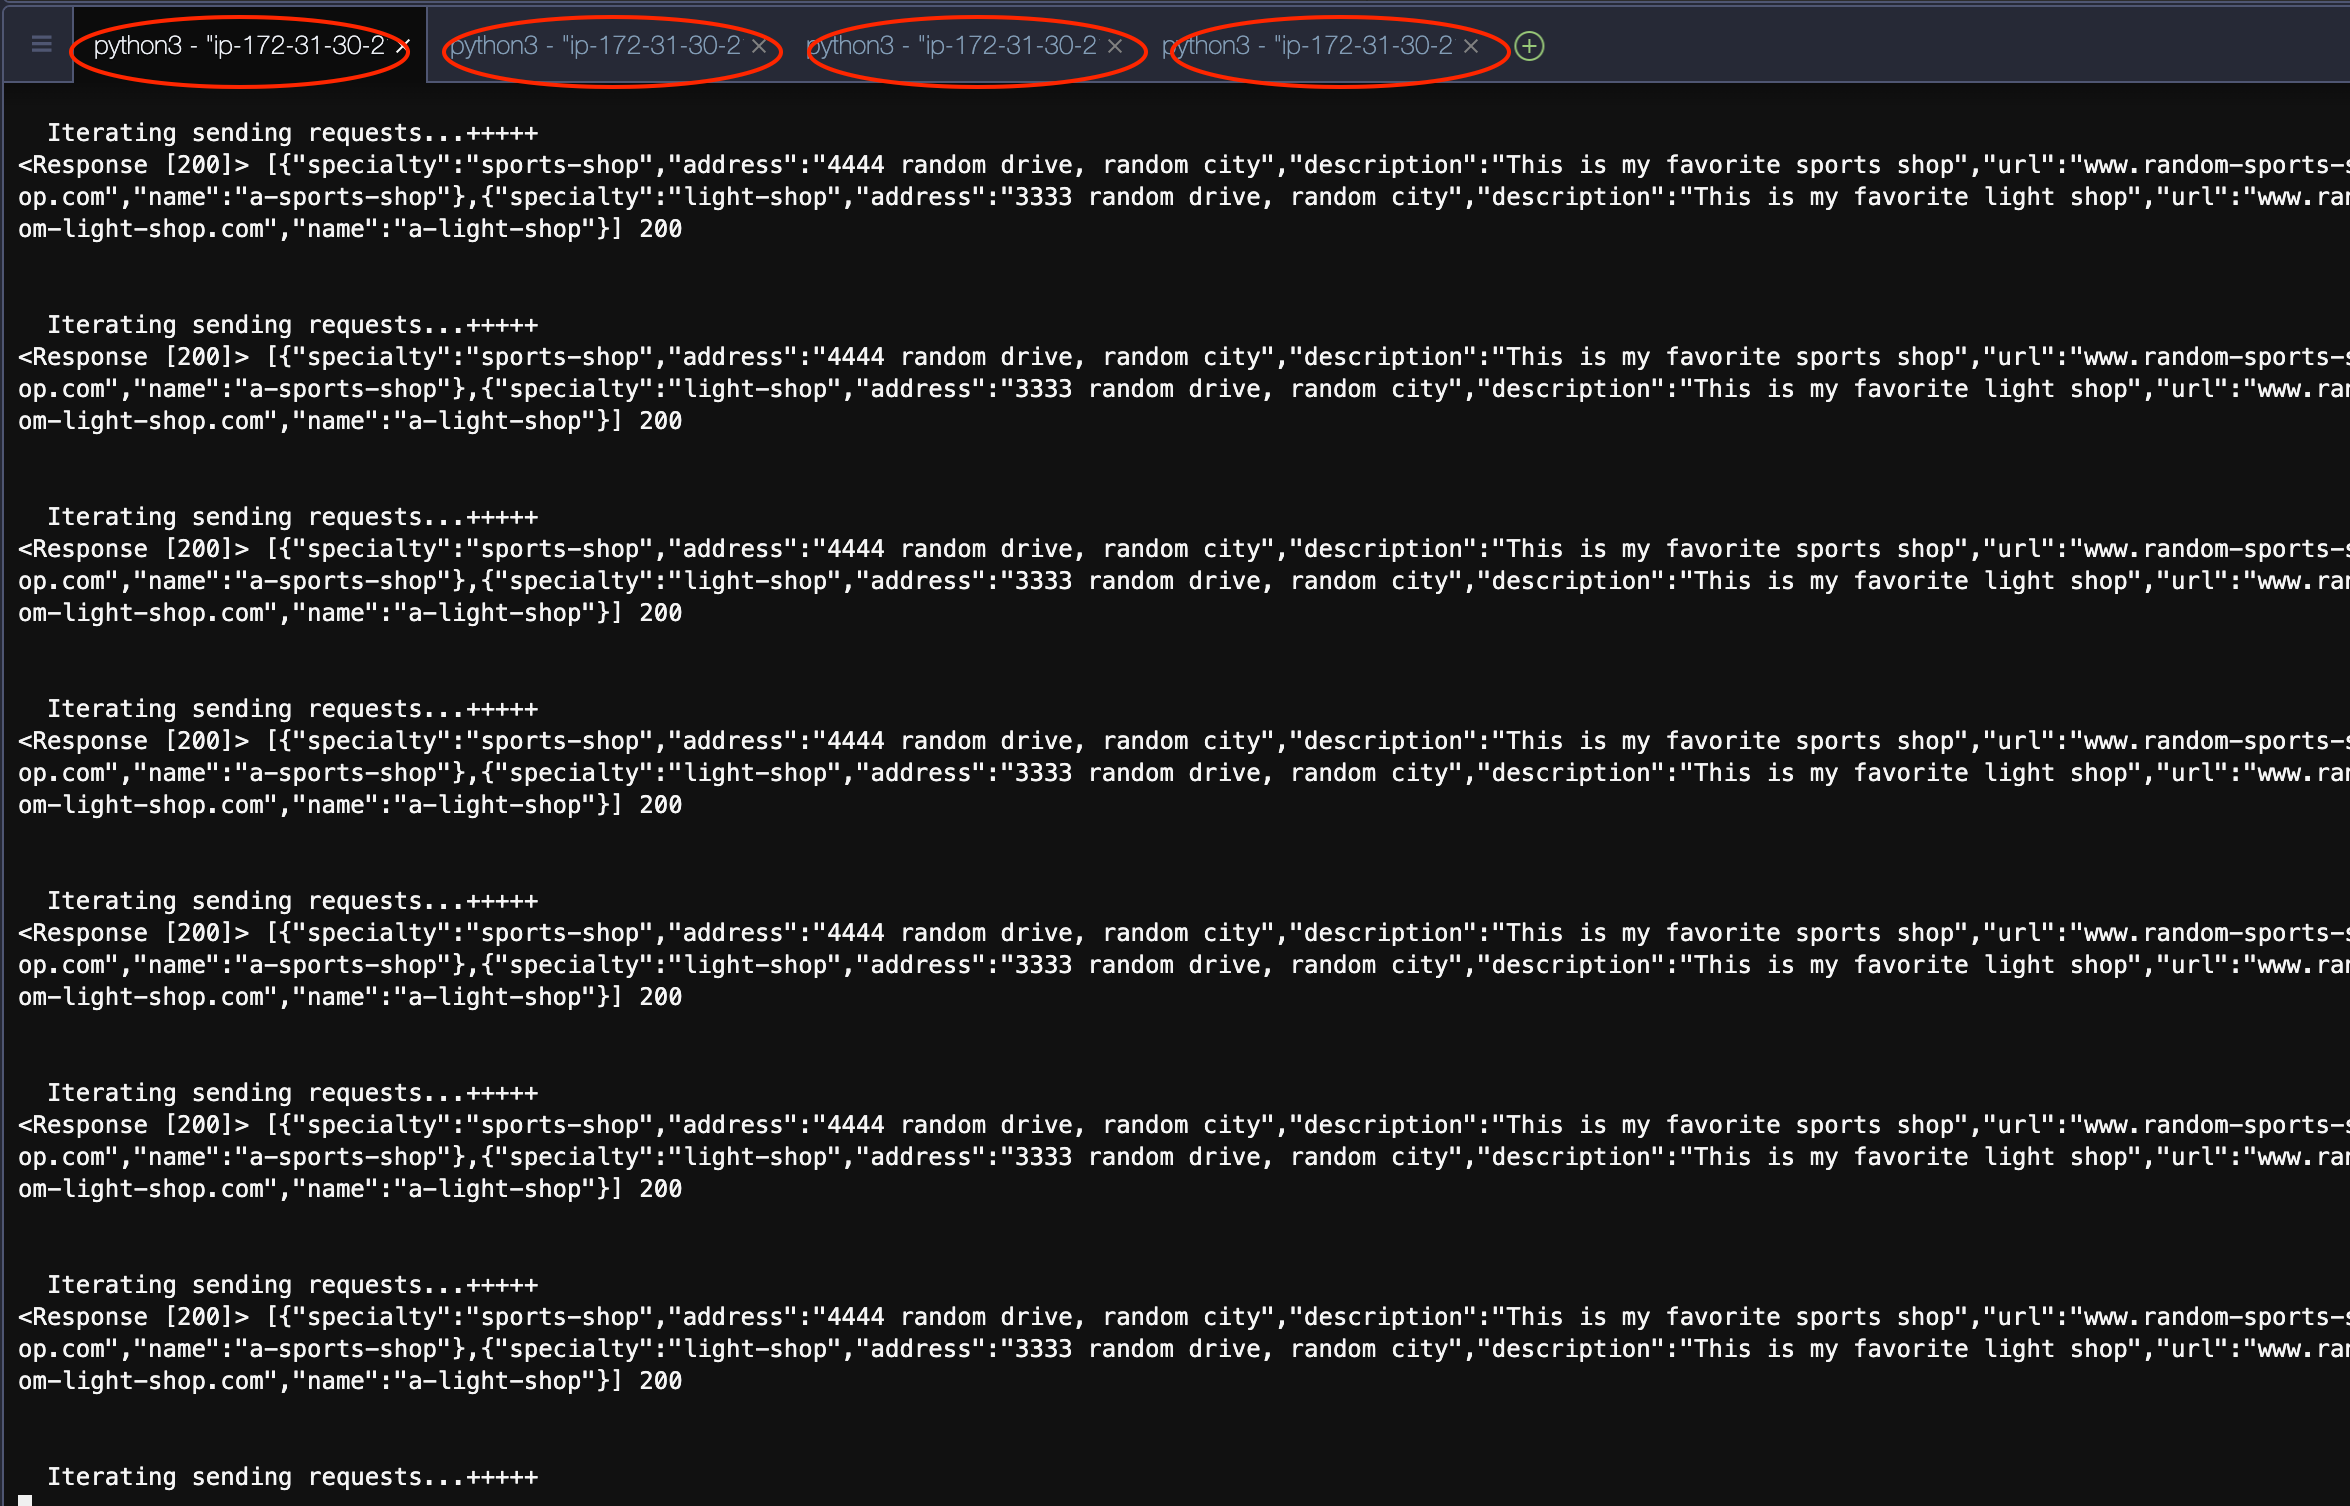 python3 - "ip-172-31-30-2 × python3 - "ip-172-31-30-2 × python3 - "ip-172-31-30-2 × python3 - "ip-172-31-30-2 ×
Iterating sending requests...+++++
<Response [200]> [{"specialty":"sports-shop","address":"4444 random drive, random city","description":"This is my favorite sports shop","url":"www.random-sports-s
op.com","name":"a-sports-shop"},{"specialty":"light-shop","address":"3333 random drive, random city","description":"This is my favorite light shop","url":"www.ran
om-light-shop.com","name":"a-light-shop"}] 200
Iterating sending requests...+++++
<Response [200]> [{"specialty":"sports-shop","address":"4444 random drive, random city","description":"This is my favorite sports shop","url":"www.random-sports-s
op.com","name":"a-sports-shop"},{"specialty":"light-shop","address":"3333 random drive, random city","description":"This is my favorite light shop","url":"www.ran
om-light-shop.com","name":"a-light-shop"}] 200
Iterating sending requests...+++++
<Response [200]> [{"specialty":"sports-shop","address":"4444 random drive, random city","description":"This is my favorite sports shop","url":"www.random-sports-s
op.com","name":"a-sports-shop"},{"specialty":"light-shop","address":"3333 random drive, random city","description":"This is my favorite light shop","url":"www.ran
om-light-shop.com","name":"a-light-shop"}] 200
Iterating sending requests...+++++
<Response [200]> [{"specialty":"sports-shop","address":"4444 random drive, random city","description":"This is my favorite sports shop","url":"www.random-sports-s
op.com","name":"a-sports-shop"},{"specialty":"light-shop","address":"3333 random drive, random city","description":"This is my favorite light shop","url":"www.ran
om-light-shop.com","name":"a-light-shop"}] 200
Iterating sending requests...+++++
<Response [200]> [{"specialty":"sports-shop","address":"4444 random drive, random city","description":"This is my favorite sports shop","url":"www.random-sports-s
op.com","name":"a-sports-shop"},{"specialty":"light-shop","address":"3333 random drive, random city","description":"This is my favorite light shop","url":"www.ran
om-light-shop.com","name":"a-light-shop"}] 200
Iterating sending requests...+++++
<Response [200]> [{"specialty":"sports-shop","address":"4444 random drive, random city","description":"This is my favorite sports shop","url":"www.random-sports-s
op.com","name":"a-sports-shop"},{"specialty":"light-shop","address":"3333 random drive, random city","description":"This is my favorite light shop","url":"www.ran
om-light-shop.com","name":"a-light-shop"}] 200
Iterating sending requests...+++++
<Response [200]> [{"specialty":"sports-shop","address":"4444 random drive, random city","description":"This is my favorite sports shop","url":"www.random-sports-s
op.com","name":"a-sports-shop"},{"specialty":"light-shop","address":"3333 random drive, random city","description":"This is my favorite light shop","url":"www.ran
om-light-shop.com","name":"a-light-shop"}] 200
Iterating sending requests...+++++